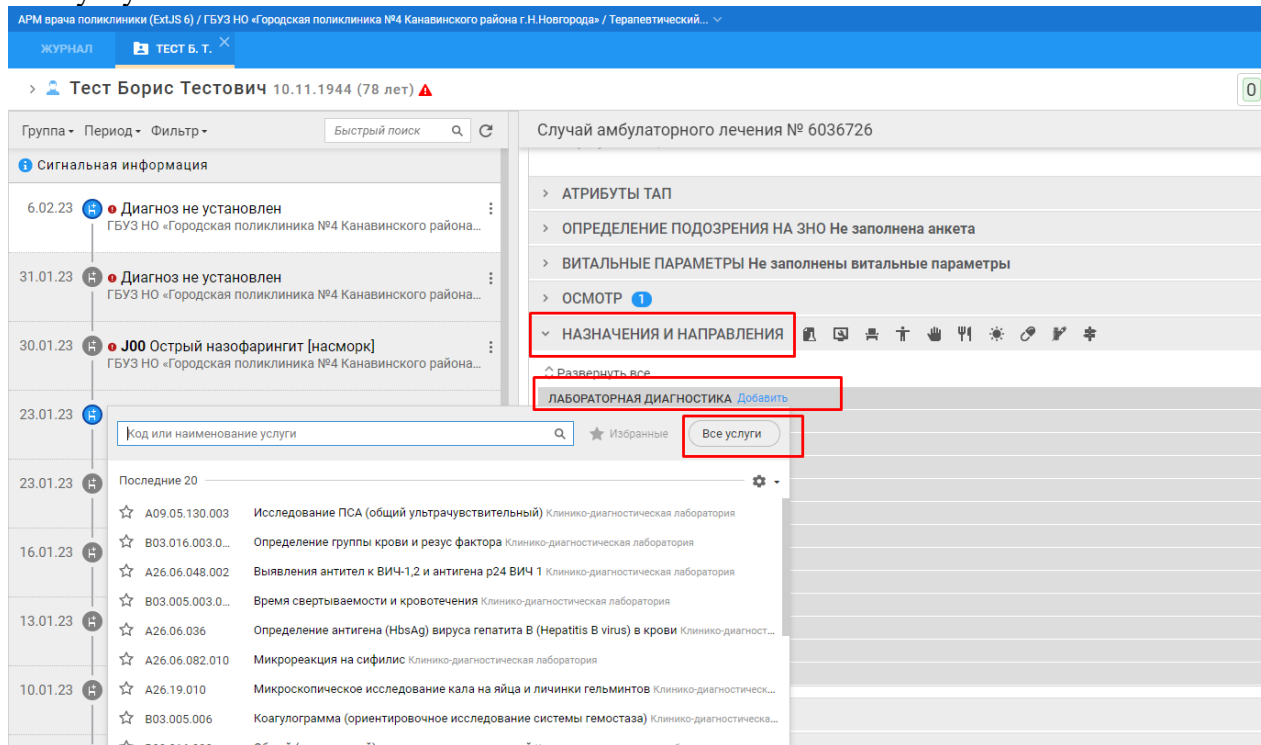 АРМ врача поликлиники (ExtJS 6) / ГБУЗ НО «Городская поликлиника №4 Канавинского района г.Н.Новгорода» / Терапевтический...
ЖУРНАЛ ТЕСТ Б. Т.
Тест Борис Тестович 10.11.1944 (78 лет)
0
Группа Период Фильтр Быстрый поиск
Сигнальная информация
6.02.23 Диагноз не установлен
ГБУЗ НО «Городская поликлиника №4 Канавинского района...
31.01.23 Диагноз не установлен
ГБУЗ НО «Городская поликлиника №4 Канавинского района...
30.01.23 J00 Острый назофарингит [насморк]
ГБУЗ НО «Городская поликлиника №4 Канавинского района...
23.01.23
23.01.23
16.01.23
13.01.23
10.01.23
Случай амбулаторного лечения № 6036726
АТРИБУТЫ ТАП
ОПРЕДЕЛЕНИЕ ПОДОЗРЕНИЯ НА ЗНО Не заполнена анкета
ВИТАЛЬНЫЕ ПАРАМЕТРЫ Не заполнены витальные параметры
ОСМОТР 1
НАЗНАЧЕНИЯ И НАПРАВЛЕНИЯ
Развернуть все
ЛАБОРАТОРНАЯ ДИАГНОСТИКА Добавить
Код или наименование услуги Избранные Все услуги
Последние 20
A09.05.130.003 Исследование ПСА (общий ультрачувствительный) Клинико-диагностическая лаборатория
B03.016.003.0... Определение группы крови и резус фактора Клинико-диагностическая лаборатория
A26.06.048.002 Выявления антител к ВИЧ-1,2 и антигена p24 ВИЧ 1 Клинико-диагностическая лаборатория
B03.005.003.0... Время свертываемости и кровотечения Клинико-диагностическая лаборатория
A26.06.036 Определение антигена (HbsAg) вируса гепатита B (Hepatitis B virus) в крови Клинико-диагност...
A26.06.082.010 Микрореакция на сифилис Клинико-диагностическая лаборатория
A26.19.010 Микроскопическое исследование кала на яйца и личинки гельминтов Клинико-диагностическ...
B03.005.006 Коагулограмма (ориентировочное исследование системы гемостаза) Клинико-диагностическа...